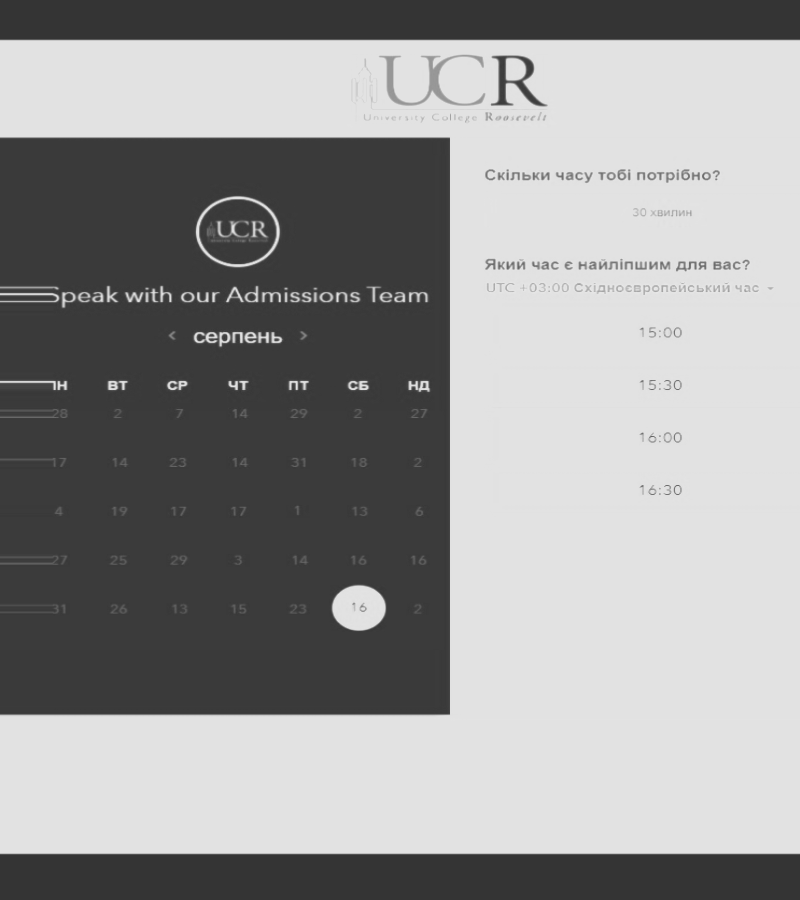 UCR
University College Roosevelt
UCR
Speak with our Admissions Team
серпень
ПН ВТ СР ЧТ ПТ СБ НД
28 2 7 14 29 2 27
17 14 23 14 31 18 2
4 19 17 17 1 13 6
27 25 29 3 14 16 16
31 26 13 15 23 16 2
Скільки часу тобі потрібно?
30 хвилин
Який час є найліпшим для вас?
UTC +03:00 Східноєвропейський час
15:00
15:30
16:00
16:30